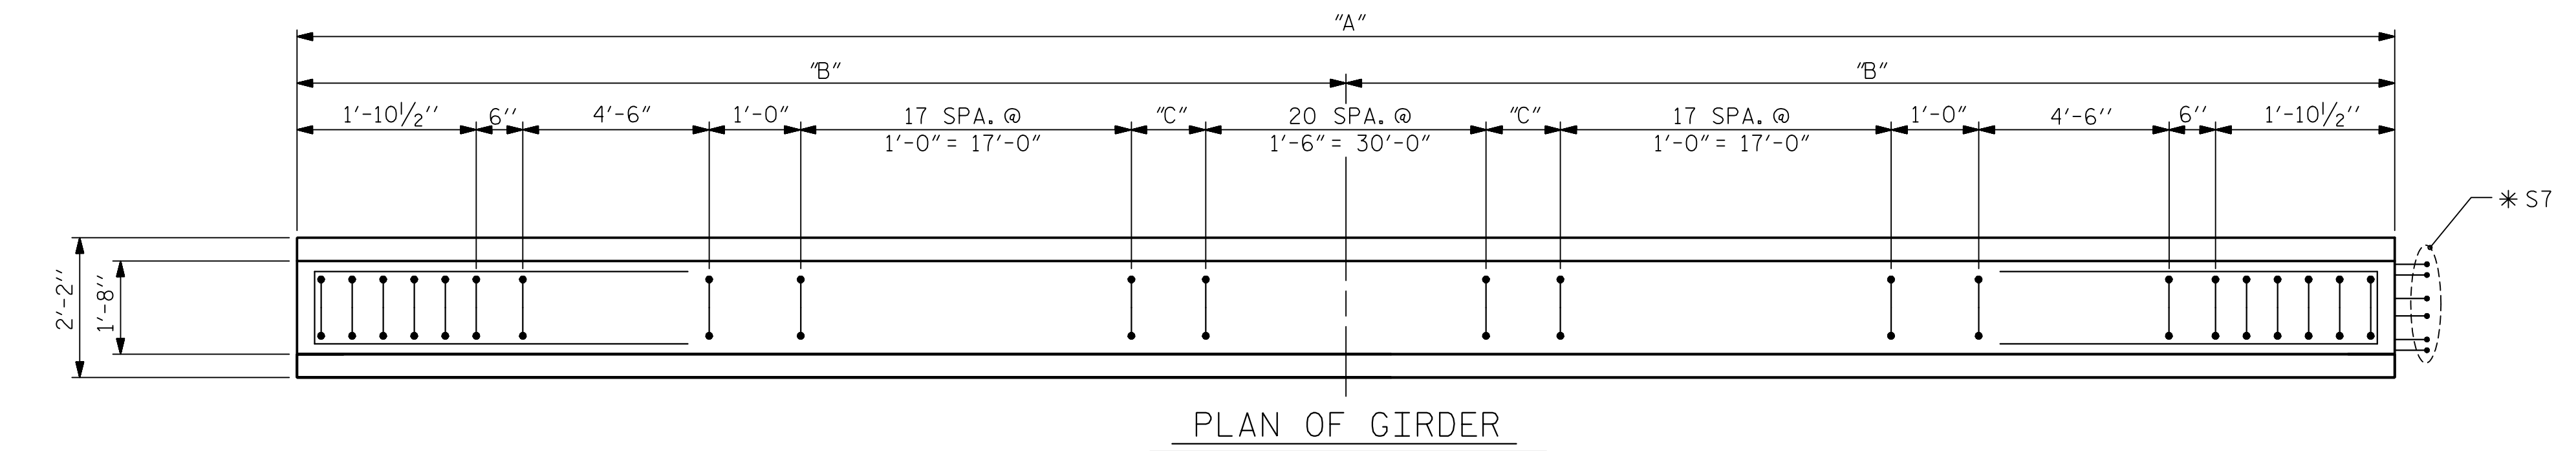 "A"
"B" "B"
1'-10½" 6" 4'-6" 1'-0" 17 SPA. @ "C" 20 SPA. @ "C" 17 SPA. @ 1'-0" 4'-6" 6" 1'-10½"
1'-0" = 17'-0" 1'-6" = 30'-0" 1'-0" = 17'-0"
✳ S7
2'-2"
1'-8"
PLAN OF GIRDER